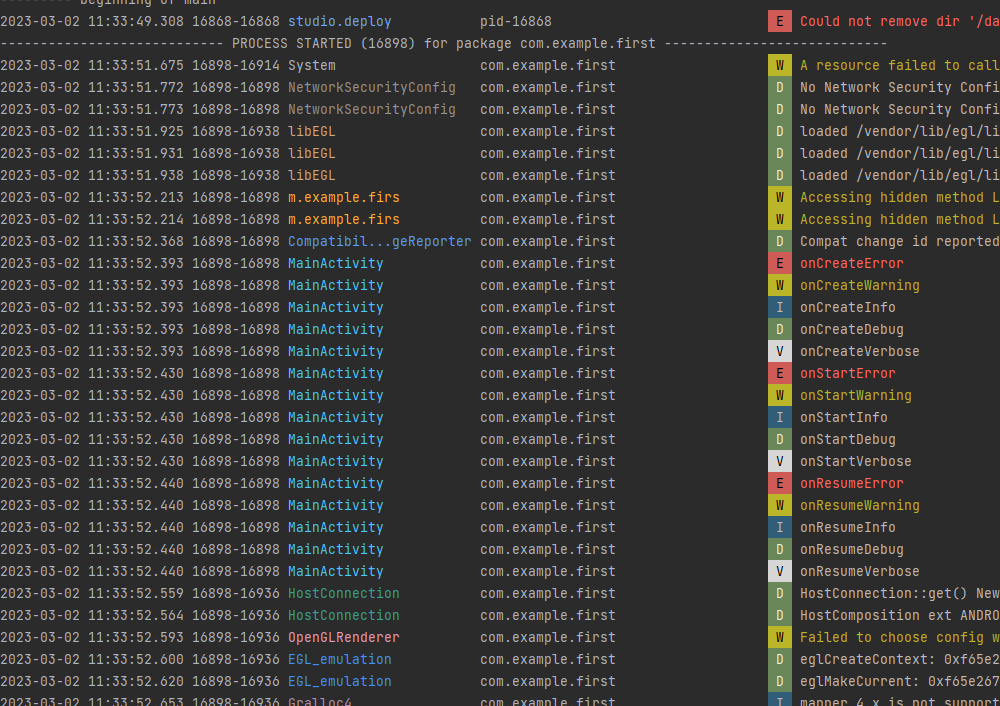 --------- beginning of main
2023-03-02 11:33:49.308 16868-16868 studio.deploy pid-16868 E Could not remove dir '/da
---------------------------- PROCESS STARTED (16898) for package com.example.first ----------------------------
2023-03-02 11:33:51.675 16898-16914 System com.example.first W A resource failed to call
2023-03-02 11:33:51.772 16898-16898 NetworkSecurityConfig com.example.first D No Network Security Confi
2023-03-02 11:33:51.773 16898-16898 NetworkSecurityConfig com.example.first D No Network Security Confi
2023-03-02 11:33:51.925 16898-16938 libEGL com.example.first D loaded /vendor/lib/egl/li
2023-03-02 11:33:51.931 16898-16938 libEGL com.example.first D loaded /vendor/lib/egl/li
2023-03-02 11:33:51.938 16898-16938 libEGL com.example.first D loaded /vendor/lib/egl/li
2023-03-02 11:33:52.213 16898-16898 m.example.firs com.example.first W Accessing hidden method L
2023-03-02 11:33:52.214 16898-16898 m.example.firs com.example.first W Accessing hidden method L
2023-03-02 11:33:52.368 16898-16898 Compatibil...geReporter com.example.first D Compat change id reported
2023-03-02 11:33:52.393 16898-16898 MainActivity com.example.first E onCreateError
2023-03-02 11:33:52.393 16898-16898 MainActivity com.example.first W onCreateWarning
2023-03-02 11:33:52.393 16898-16898 MainActivity com.example.first I onCreateInfo
2023-03-02 11:33:52.393 16898-16898 MainActivity com.example.first D onCreateDebug
2023-03-02 11:33:52.393 16898-16898 MainActivity com.example.first V onCreateVerbose
2023-03-02 11:33:52.430 16898-16898 MainActivity com.example.first E onStartError
2023-03-02 11:33:52.430 16898-16898 MainActivity com.example.first W onStartWarning
2023-03-02 11:33:52.430 16898-16898 MainActivity com.example.first I onStartInfo
2023-03-02 11:33:52.430 16898-16898 MainActivity com.example.first D onStartDebug
2023-03-02 11:33:52.430 16898-16898 MainActivity com.example.first V onStartVerbose
2023-03-02 11:33:52.440 16898-16898 MainActivity com.example.first E onResumeError
2023-03-02 11:33:52.440 16898-16898 MainActivity com.example.first W onResumeWarning
2023-03-02 11:33:52.440 16898-16898 MainActivity com.example.first I onResumeInfo
2023-03-02 11:33:52.440 16898-16898 MainActivity com.example.first D onResumeDebug
2023-03-02 11:33:52.440 16898-16898 MainActivity com.example.first V onResumeVerbose
2023-03-02 11:33:52.559 16898-16936 HostConnection com.example.first D HostConnection::get() New
2023-03-02 11:33:52.564 16898-16936 HostConnection com.example.first D HostComposition ext ANDRO
2023-03-02 11:33:52.593 16898-16936 OpenGLRenderer com.example.first W Failed to choose config w
2023-03-02 11:33:52.600 16898-16936 EGL_emulation com.example.first D eglCreateContext: 0xf65e2
2023-03-02 11:33:52.620 16898-16936 EGL_emulation com.example.first D eglMakeCurrent: 0xf65e267
2023-03-02 11:33:52.653 16898-16936 Gralloc4 com.example.first I mapper 4.x is not support